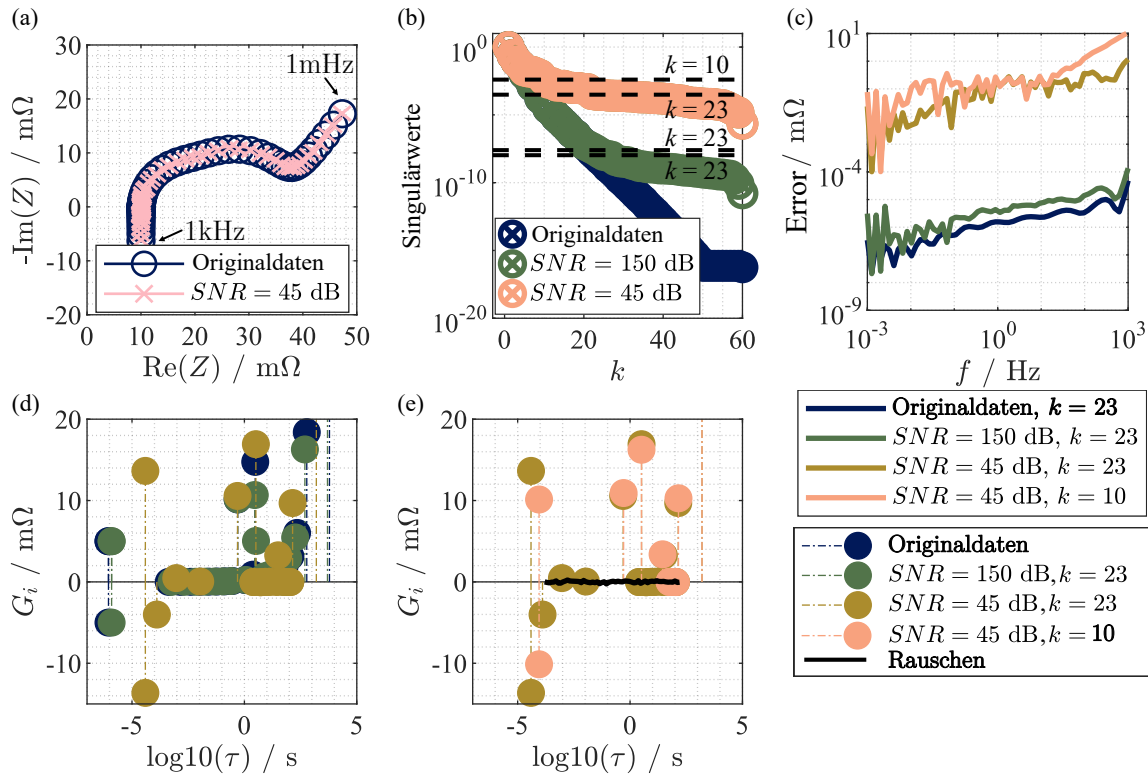 (a)
30
20
10
0
-10
-20
-Im(Z) / mΩ
1mHz
1kHz
Originaldaten
SNR = 45 dB
0 10 20 30 40 50
Re(Z) / mΩ
(b)
10^0
10^-10
10^-20
Singulärwerte
k = 10
k = 23
k = 23
k = 23
Originaldaten
SNR = 150 dB
SNR = 45 dB
0 20 40 60
k
(c)
10^1
10^-4
10^-9
Error / mΩ
10^-3 10^0 10^3
f / Hz
Originaldaten, k = 23
SNR = 150 dB, k = 23
SNR = 45 dB, k = 23
SNR = 45 dB, k = 10
(d)
20
10
0
-10
G_i / mΩ
-5 0 5
log10(τ) / s
(e)
20
10
0
-10
G_i / mΩ
-5 0 5
log10(τ) / s
Originaldaten
SNR = 150 dB, k = 23
SNR = 45 dB, k = 23
SNR = 45 dB, k = 10
Rauschen